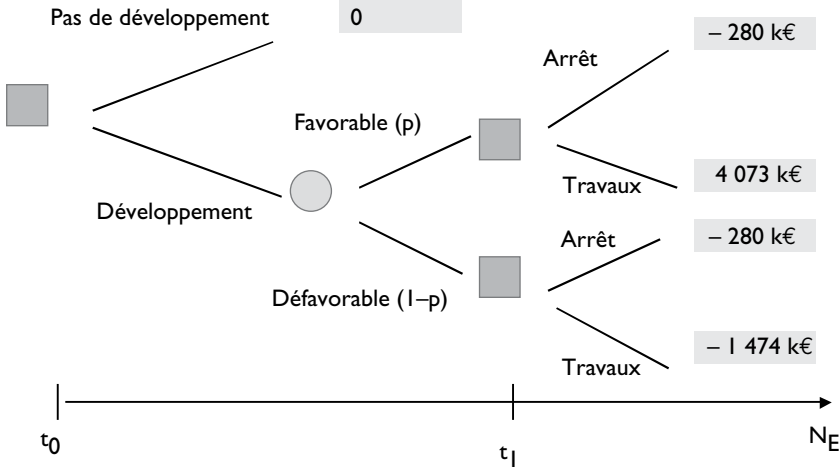 Pas de développement
0
– 280 k€
Arrêt
Favorable (p)
Travaux
4 073 k€
Développement
Arrêt
– 280 k€
Défavorable (1–p)
Travaux
– 1 474 k€
t0
t1
NE